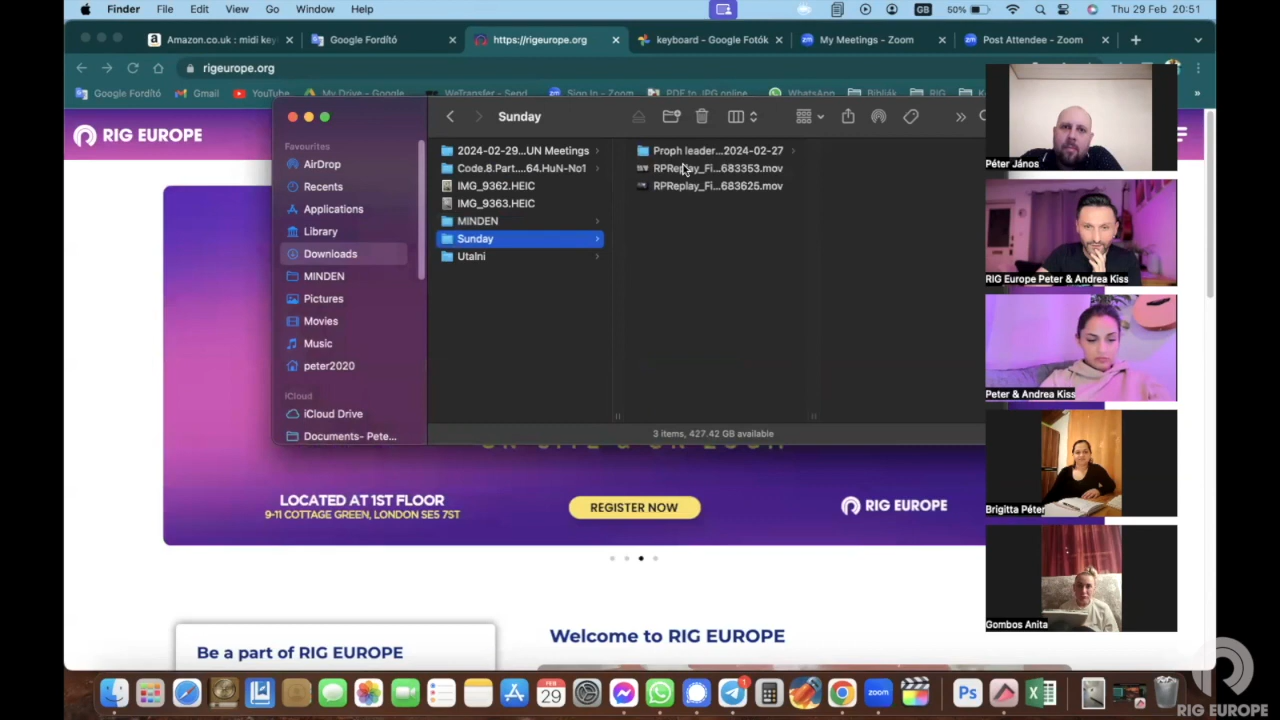 Finder File Edit View Go Window Help
GB 50% Thu 29 Feb 20:51
Amazon.co.uk : midi key
Google Fordító
https://rigeurope.org
keyboard – Google Fotók
My Meetings - Zoom
Post Attendee - Zoom
rigeurope.org
Google Fordító Gmail YouTube My Drive - Google WeTransfer - Send Sign In - Zoom PDF to JPG online WhatsApp Bibliák RIG
RIG EUROPE
Sunday
Favourites
AirDrop
Recents
Applications
Library
Downloads
MINDEN
Pictures
Movies
Music
peter2020
iCloud
iCloud Drive
Documents- Pete...
2024-02-29...UN Meetings
Code.8.Part....64.HuN-No1
IMG_9362.HEIC
IMG_9363.HEIC
MINDEN
Sunday
Utalni
Proph leader...2024-02-27
RPReplay_Fi...683353.mov
RPReplay_Fi...683625.mov
3 items, 427.42 GB available
Péter János
RIG Europe Peter & Andrea Kiss
Peter & Andrea Kiss
Brigitta Péter
Gombos Anita
LOCATED AT 1ST FLOOR
9-11 COTTAGE GREEN, LONDON SE5 7ST
REGISTER NOW
RIG EUROPE
Be a part of RIG EUROPE
Welcome to RIG EUROPE
FEB
29
1
zoom
Ps
RIG EUROPE